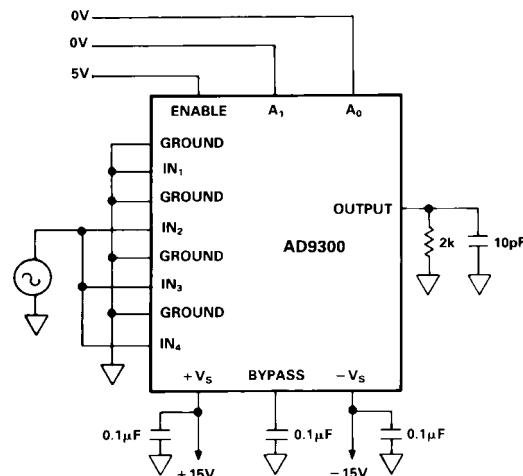 0V
0V
5V
ENABLE A₁ A₀
GROUND
IN₁
GROUND
IN₂
GROUND
IN₃
GROUND
IN₄
OUTPUT
AD9300
2k
10pF
+VS BYPASS −VS
0.1μF
0.1μF
0.1μF
+15V
−15V